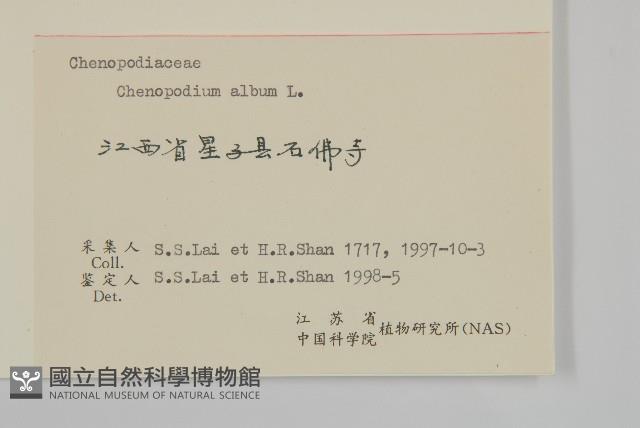 Chenopodiaceae
Chenopodium album L.
江西省星子县石佛寺
采集人 S.S.Lai et H.R.Shan 1717, 1997-10-3
Coll.
鉴定人 S.S.Lai et H.R.Shan 1998-5
Det.
江苏省
中国科学院 植物研究所(NAS)
國立自然科學博物館
NATIONAL MUSEUM OF NATURAL SCIENCE